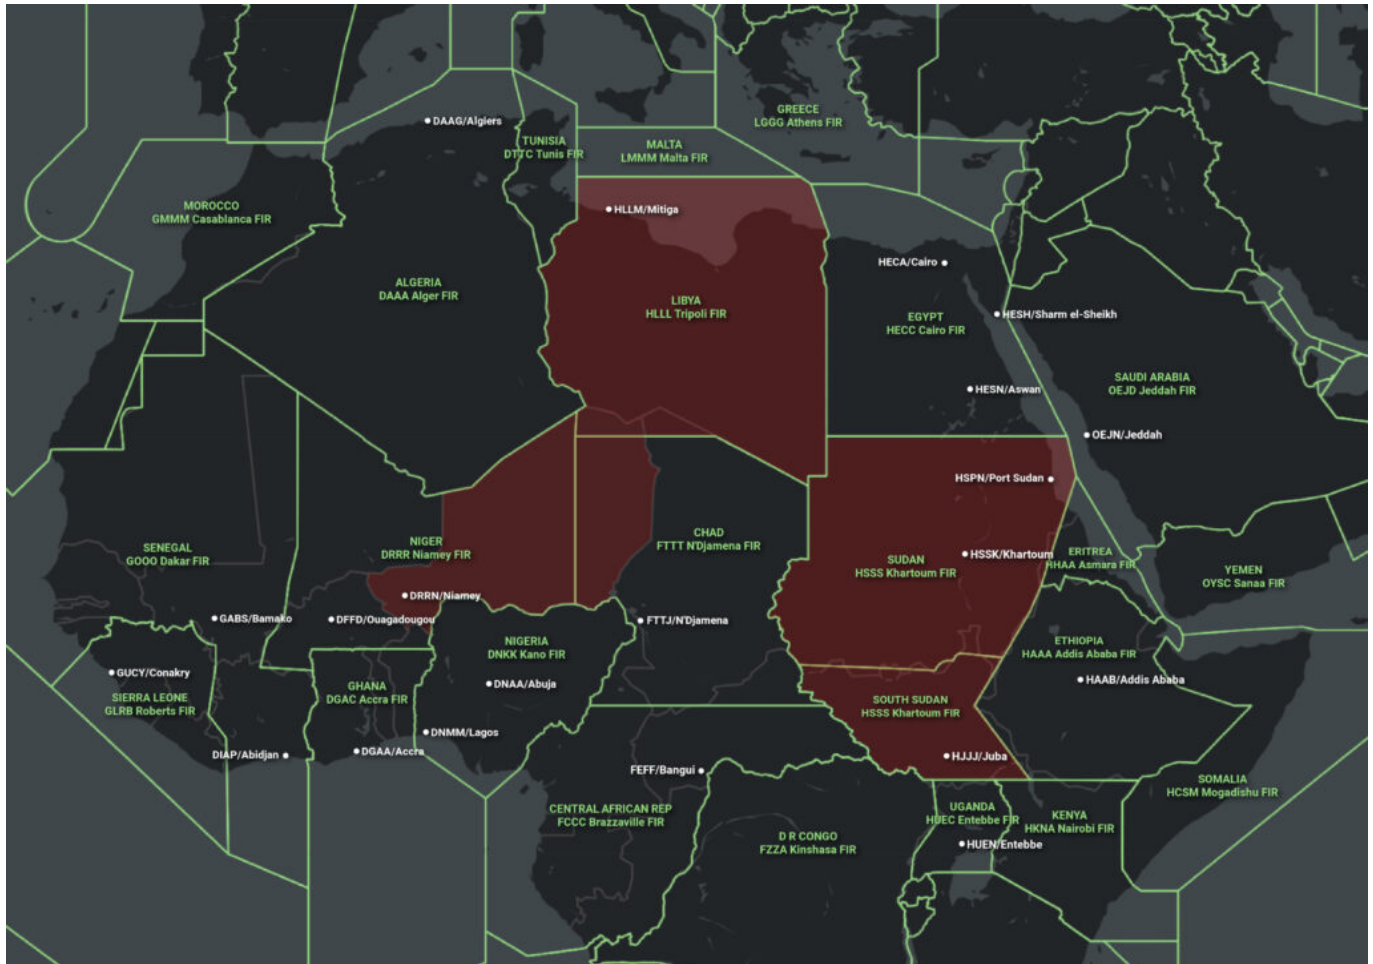 GREECE
LGGG Athens FIR
DAAG/Algiers
TUNISIA
DTTC Tunis FIR
MALTA
LMMM Malta FIR
MOROCCO
GMMM Casablanca FIR
HLLM/Mitiga
HECA/Cairo
ALGERIA
DAAA Alger FIR
LIBYA
HLLL Tripoli FIR
EGYPT
HECC Cairo FIR
HESH/Sharm el-Sheikh
SAUDI ARABIA
OEJD Jeddah FIR
HESN/Aswan
OEJN/Jeddah
HSPN/Port Sudan
SENEGAL
GOOO Dakar FIR
NIGER
DRRR Niamey FIR
CHAD
FTTT N'Djamena FIR
SUDAN
HSSS Khartoum FIR
HSSK/Khartoum
ERITREA
HHAA Asmara FIR
YEMEN
OYSC Sanaa FIR
DRRN/Niamey
GABS/Bamako
DFFD/Ouagadougou
FTTJ/N'Djamena
NIGERIA
DNKK Kano FIR
ETHIOPIA
HAAA Addis Ababa FIR
GUCY/Conakry
SIERRA LEONE
GLRB Roberts FIR
GHANA
DGAC Accra FIR
DNAA/Abuja
HAAB/Addis Ababa
SOUTH SUDAN
HSSS Khartoum FIR
DNMM/Lagos
DIAP/Abidjan
DGAA/Accra
FEFF/Bangui
HJJJ/Juba
SOMALIA
HCSM Mogadishu FIR
CENTRAL AFRICAN REP
FCCC Brazzaville FIR
UGANDA
HUEC Entebbe FIR
KENYA
HKNA Nairobi FIR
D R CONGO
FZZA Kinshasa FIR
HUEN/Entebbe